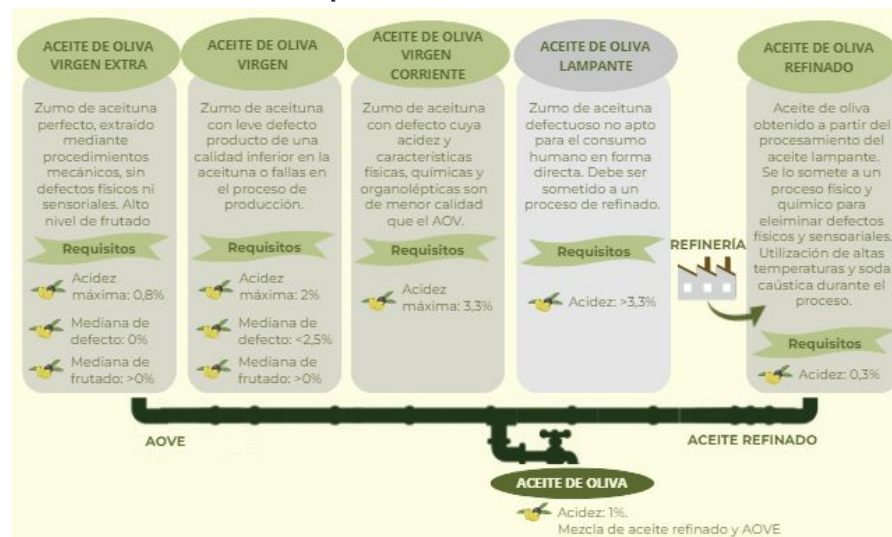 ACEITE DE OLIVA
VIRGEN EXTRA
Zumo de aceituna
perfecto, extraído
mediante
procedimientos
mecánicos, sin
defectos físicos ni
sensoriales. Alto
nivel de frutado
Requisitos
Acidez
máxima: 0,8%
Mediana de
defecto: 0%
Mediana de
frutado: >0%
ACEITE DE OLIVA
VIRGEN
Zumo de aceituna
con leve defecto
producto de una
calidad inferior en la
aceituna o fallas en
el proceso de
producción.
Requisitos
Acidez
máxima: 2%
Mediana de
defecto: <2,5%
Mediana de
frutado: >0%
ACEITE DE OLIVA
VIRGEN
CORRIENTE
Zumo de aceituna
con defecto cuya
acidez y
características
físicas, químicas y
organolépticas son
de menor calidad
que el AOV.
Requisitos
Acidez
máxima: 3,3%
ACEITE DE OLIVA
LAMPANTE
Zumo de aceituna
defectuoso no apto
para el consumo
humano en forma
directa. Debe ser
sometido a un
proceso de refinado.
Requisitos
Acidez: >3,3%
REFINERÍA
ACEITE DE OLIVA
REFINADO
Aceite de oliva
obtenido a partir del
procesamiento del
aceite lampante.
Se lo somete a un
proceso físico y
químico para
eleiminar defectos
físicos y sensoariales.
Utilización de altas
temperaturas y soda
caústica durante el
proceso.
Requisitos
Acidez: 0,3%
AOVE
ACEITE REFINADO
ACEITE DE OLIVA
Acidez: 1%.
Mezcla de aceite refinado y AOVE